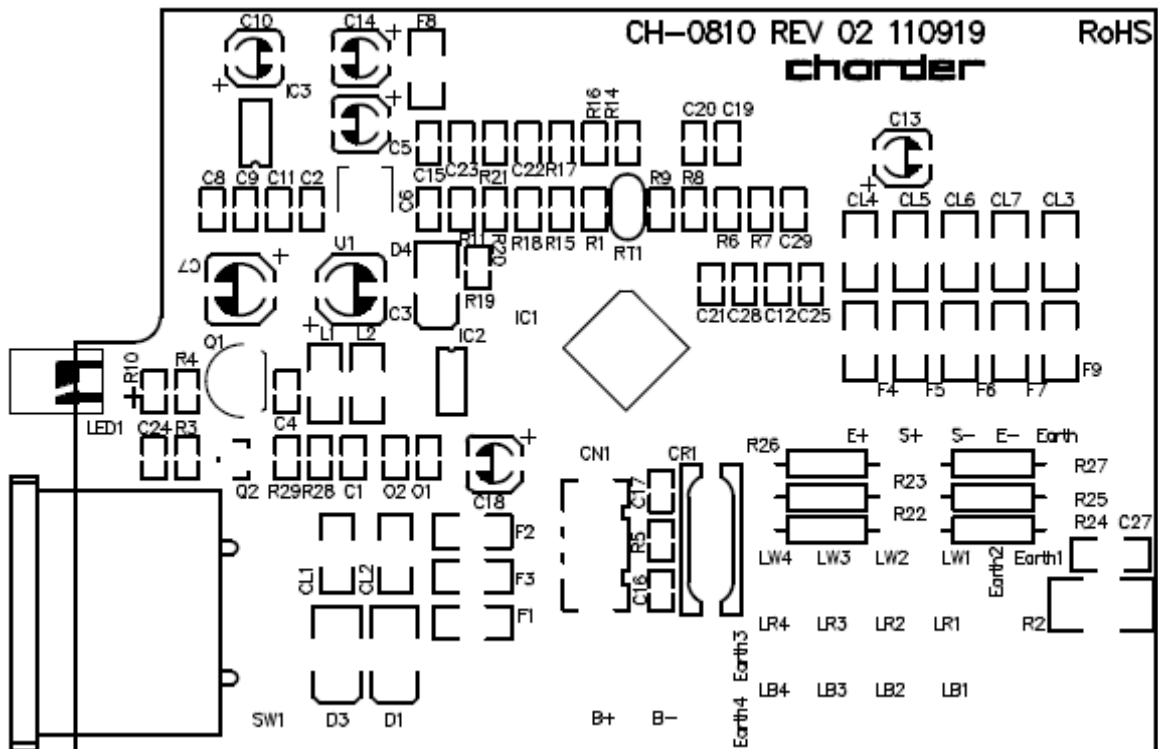 C10 C14 F8
CH-0810 REV 02 110919 RoHS
charder
IC3
R16 R14 C20 C19 C13
C5
C8 C9 C11 C2 C6 C15 C23 R21 C22 R17 R9 R8
CL4 CL5 CL6 CL7 CL3
C7 U1 D4 R11 R20 R18 R15 R1 RT1 R6 R7 C29
R19
C3 IC1 C21 C28 C12 C25
Q1 L1 L2 IC2
R10 R4
F4 F5 F6 F7 F9
LED1 C24 R3 C4
E+ S+ S- E- Earth
R26 CN1 CR1 R27
Q2 R29 R28 C1 O2 O1 C18 C17 R23 R25
R22 R24 C27
F2 R5
LW4 LW3 LW2 LW1 Earth2 Earth1
CL1 CL2 F3 C16
F1 LR4 LR3 LR2 LR1 R2
Earth3
LB4 LB3 LB2 LB1
SW1 D3 D1 B+ B- Earth4